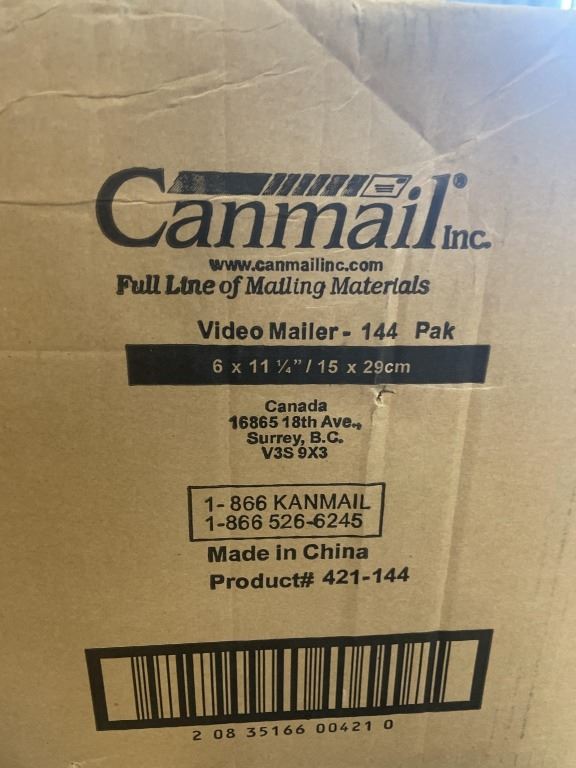 Canmail® Inc.
www.canmailinc.com
Full Line of Mailing Materials
Video Mailer - 144 Pak
6 x 11 ¼" / 15 x 29cm
Canada
16865 18th Ave.,
Surrey, B.C.
V3S 9X3
1- 866 KANMAIL
1-866 526-6245
Made in China
Product# 421-144
2 08 35166 00421 0